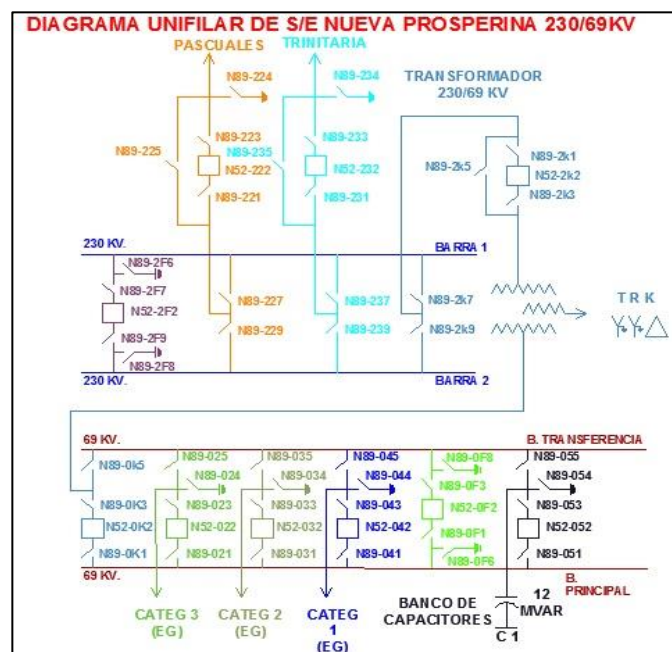 DIAGRAMA UNIFILAR DE S/E NUEVA PROSPERINA 230/69KV
PASCUALES
TRINITARIA
N89-224
N89-234
TRANSFORMADOR
230/69 KV
N89-223
N89-233
N89-225
N89-235
N52-222
N52-232
N89-2k5
N89-2k1
N52-2k2
N89-2k3
N89-221
N89-231
230 KV.
BARRA 1
N89-2F6
N89-2F7
N52-2F2
N89-2F9
N89-2F8
N89-227
N89-229
N89-237
N89-239
N89-2k7
N89-2k9
T R K
230 KV.
BARRA 2
69 KV.
B. TRANSFERENCIA
N89-0k5
N89-025
N89-035
N89-045
N89-0F8
N89-055
N89-024
N89-034
N89-044
N89-0F3
N89-054
N89-0K3
N89-023
N89-033
N89-043
N89-053
N52-0K2
N52-022
N52-032
N52-042
N52-0F2
N52-052
N89-0K1
N89-021
N89-031
N89-041
N89-0F1
N89-051
N89-0F6
69 KV.
B.
PRINCIPAL
CATEG 3
(EG)
CATEG 2
(EG)
CATEG
1
(EG)
BANCO DE
CAPACITORES
12
MVAR
C 1